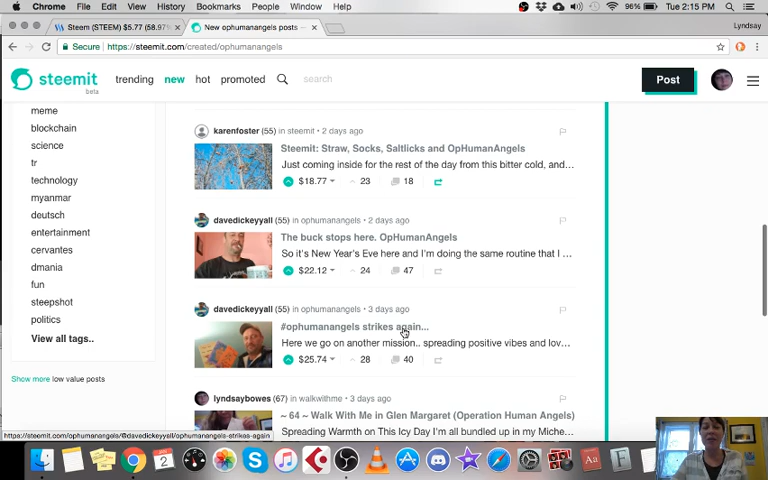 Chrome File Edit View History Bookmarks People Window Help 96% Tue 2:15 PM
Steem (STEEM) $5.77 (58.97% New ophumanangels posts — Lyndsay
Secure https://steemit.com/created/ophumanangels
steemit beta trending new hot promoted search Post
meme
blockchain
science
tr
technology
myanmar
deutsch
entertainment
cervantes
dmania
fun
steepshot
politics
View all tags..
Show more low value posts
karenfoster (55) in steemit • 2 days ago
Steemit: Straw, Socks, Saltlicks and OpHumanAngels
Just coming inside for the rest of the day from this bitter cold, and...
$18.77 23 18
davedickeyyall (55) in ophumanangels • 2 days ago
The buck stops here. OpHumanAngels
So it's New Year's Eve here and I'm doing the same routine that I ...
$22.12 24 47
davedickeyyall (55) in ophumanangels • 3 days ago
#ophumanangels strikes again...
Here we go on another mission.. spreading positive vibes and lov...
$25.74 28 40
lyndsaybowes (67) in walkwithme • 3 days ago
~ 64 ~ Walk With Me in Glen Margaret (Operation Human Angels)
Spreading Warmth on This Icy Day I'm all bundled up in my Miche...
https://steemit.com/ophumanangels/@davedickeyyall/ophumanangels-strikes-again